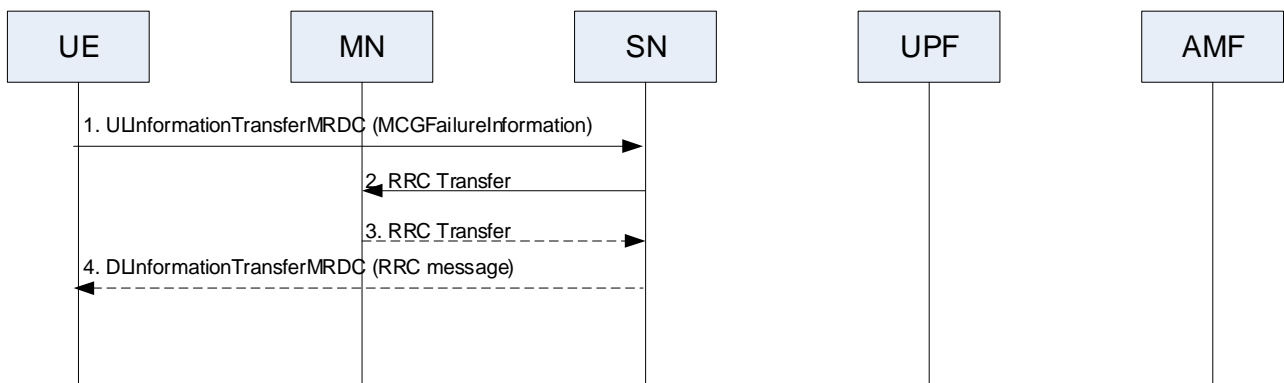 UE
MN
SN
UPF
AMF
1. ULInformationTransferMRDC (MCGFailureInformation)
2. RRC Transfer
3. RRC Transfer
4. DLInformationTransferMRDC (RRC message)